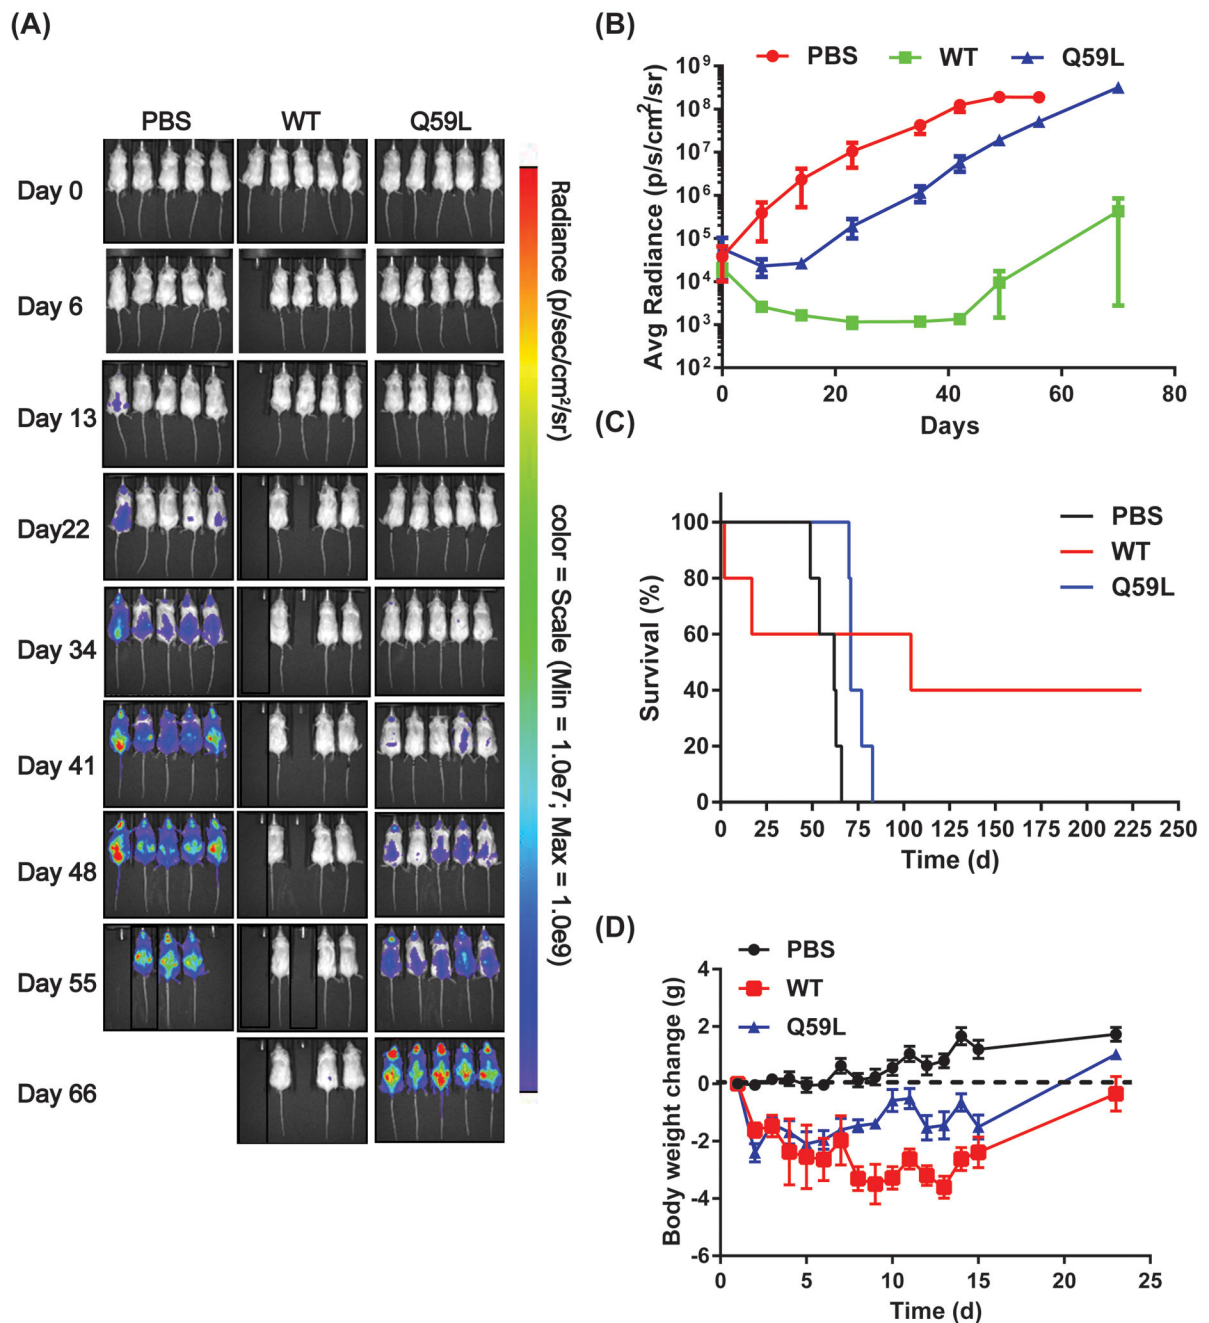 (A)
PBS WT Q59L
Day 0
Day 6
Day 13
Day22
Day 34
Day 41
Day 48
Day 55
Day 66
Radiance (p/sec/cm²/sr)
color = Scale (Min = 1.0e7; Max = 1.0e9)
(B)
PBS WT Q59L
Avg Radiance (p/s/cm²/sr)
10⁹
10⁸
10⁷
10⁶
10⁵
10⁴
10³
10²
0 20 40 60 80
Days
(C)
PBS
WT
Q59L
Survival (%)
100
80
60
40
20
0
0 25 50 75 100 125 150 175 200 225 250
Time (d)
(D)
PBS
WT
Q59L
Body weight change (g)
4
2
0
-2
-4
-6
0 5 10 15 20 25
Time (d)